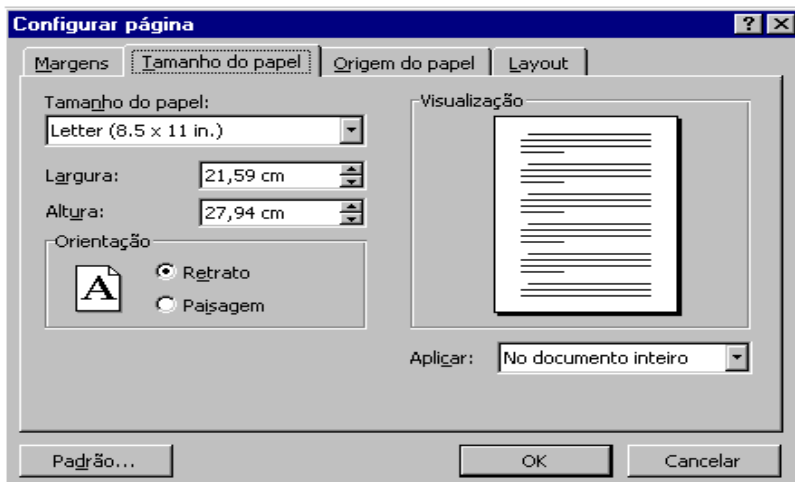 Configurar página
Margens Tamanho do papel Origem do papel Layout
Tamanho do papel:
Letter (8.5 x 11 in.)
Largura: 21,59 cm
Altura: 27,94 cm
Orientação
A
Retrato
Paisagem
Visualização
Aplicar: No documento inteiro
Padrão... OK Cancelar